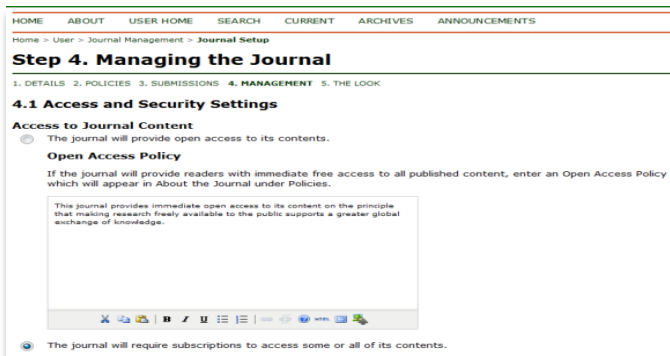 HOME ABOUT USER HOME SEARCH CURRENT ARCHIVES ANNOUNCEMENTS
Home > User > Journal Management > Journal Setup
Step 4. Managing the Journal
1. DETAILS 2. POLICIES 3. SUBMISSIONS 4. MANAGEMENT 5. THE LOOK
4.1 Access and Security Settings
Access to Journal Content
The journal will provide open access to its contents.
Open Access Policy
If the journal will provide readers with immediate free access to all published content, enter an Open Access Policy
which will appear in About the Journal under Policies.
This journal provides immediate open access to its content on the principle
that making research freely available to the public supports a greater global
exchange of knowledge.
B I U HTML
The journal will require subscriptions to access some or all of its contents.